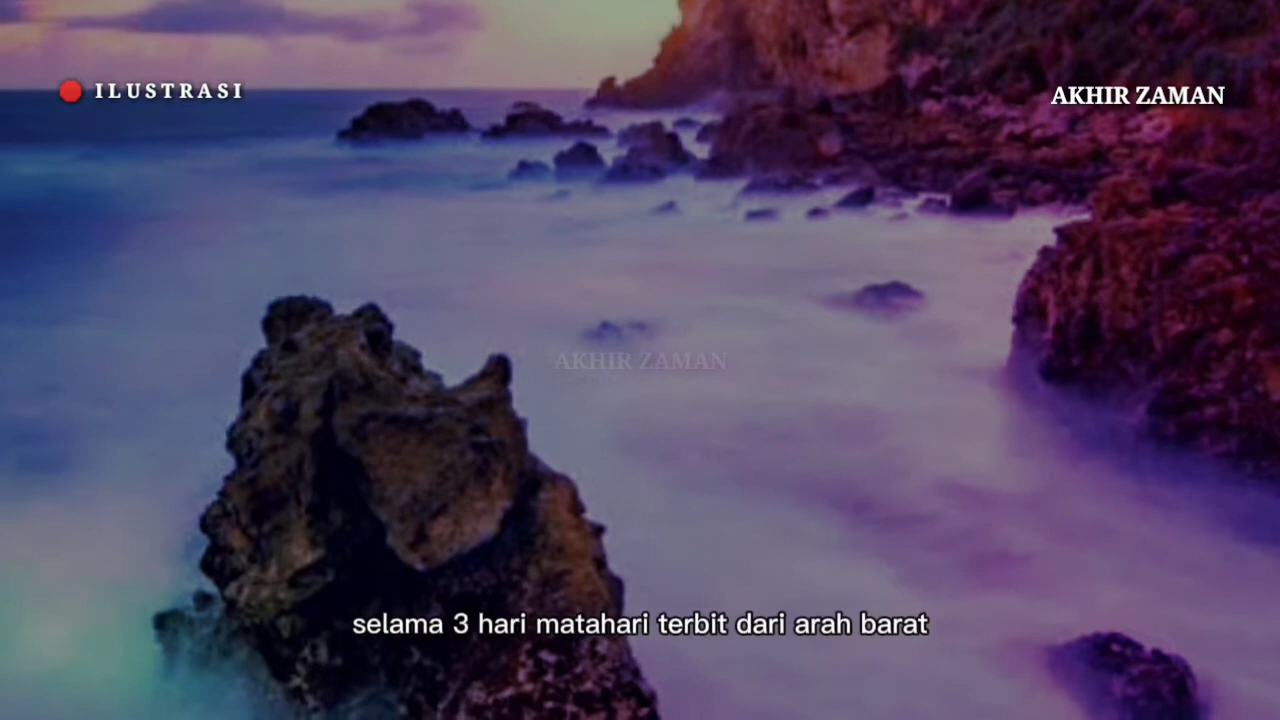 ILUSTRASI
AKHIR ZAMAN
AKHIR ZAMAN
selama 3 hari matahari terbit dari arah barat